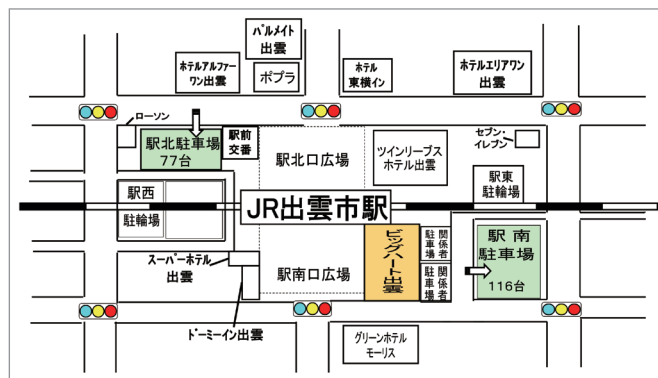 パルメイト
出雲
ホテルアルファー
ワン出雲
ポプラ
ホテル
東横イン
ホテルエリアワン
出雲
ローソン
駅北駐車場
77台
駅前
交番
駅北口広場
ツインリーブス
ホテル出雲
セブン・
イレブン
駅西
駐輪場
駅東
駐輪場
JR出雲市駅
スーパーホテル
出雲
駅南口広場
ビッグハート出雲
関係者
駐車場
関係者
駐車場
駅南
駐車場
116台
ドーミーイン出雲
グリーンホテル
モーリス